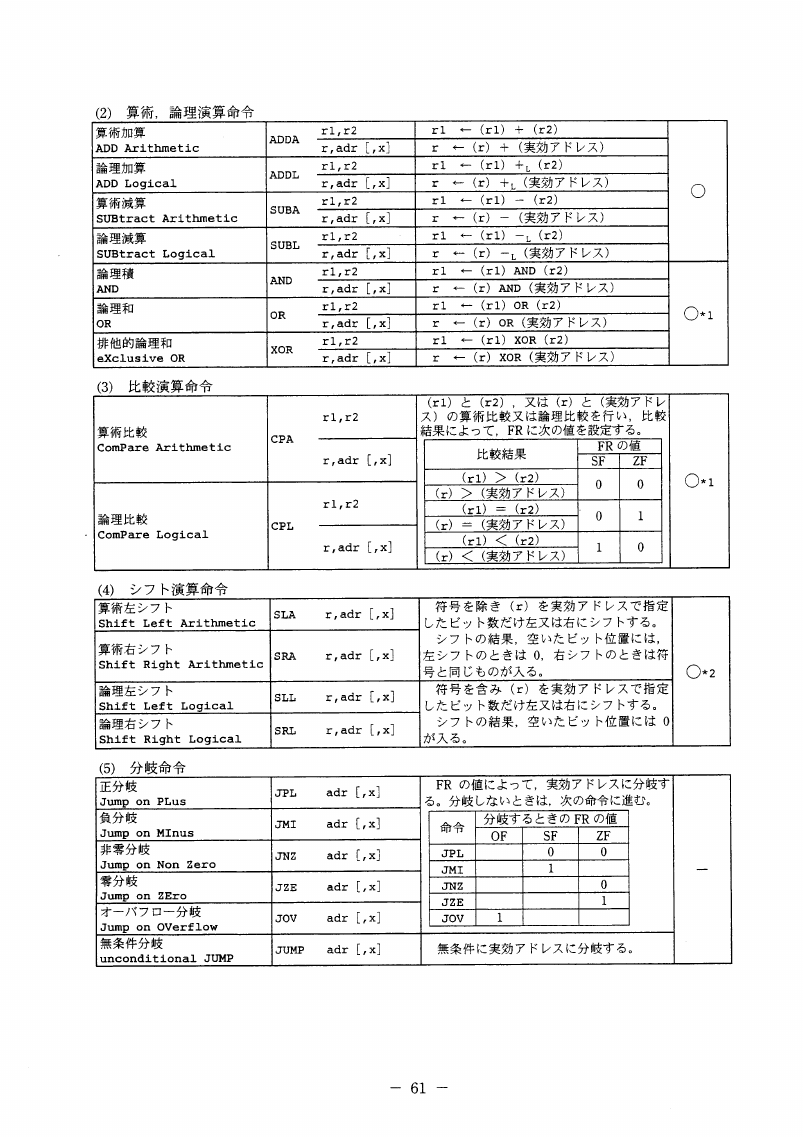 (2) 算術，論理演算命令
算術加算
ADD Arithmetic
ADDA
r1,r2
r1 ← (r1) + (r2)
r,adr [,x]
r ← (r) + (実効アドレス)
○
論理加算
ADD Logical
ADDL
r1,r2
r1 ← (r1) +L (r2)
r,adr [,x]
r ← (r) +L (実効アドレス)
算術減算
SUBtract Arithmetic
SUBA
r1,r2
r1 ← (r1) − (r2)
r,adr [,x]
r ← (r) − (実効アドレス)
論理減算
SUBtract Logical
SUBL
r1,r2
r1 ← (r1) −L (r2)
r,adr [,x]
r ← (r) −L (実効アドレス)
論理積
AND
AND
r1,r2
r1 ← (r1) AND (r2)
r,adr [,x]
r ← (r) AND (実効アドレス)
○*1
論理和
OR
OR
r1,r2
r1 ← (r1) OR (r2)
r,adr [,x]
r ← (r) OR (実効アドレス)
排他的論理和
eXclusive OR
XOR
r1,r2
r1 ← (r1) XOR (r2)
r,adr [,x]
r ← (r) XOR (実効アドレス)
(3) 比較演算命令
算術比較
ComPare Arithmetic
CPA
r1,r2
r,adr [,x]
論理比較
ComPare Logical
CPL
r1,r2
r,adr [,x]
(r1) と (r2) ，又は (r) と (実効アドレ
ス) の算術比較又は論理比較を行い，比較
結果によって，FR に次の値を設定する。
比較結果
FR の値
SF ZF
(r1) > (r2)
(r) > (実効アドレス)
0 0
(r1) = (r2)
(r) = (実効アドレス)
0 1
(r1) < (r2)
(r) < (実効アドレス)
1 0
○*1
(4) シフト演算命令
算術左シフト
Shift Left Arithmetic
SLA r,adr [,x]
算術右シフト
Shift Right Arithmetic
SRA r,adr [,x]
符号を除き (r) を実効アドレスで指定
したビット数だけ左又は右にシフトする。
シフトの結果，空いたビット位置には，
左シフトのときは 0，右シフトのときは符
号と同じものが入る。
○*2
論理左シフト
Shift Left Logical
SLL r,adr [,x]
論理右シフト
Shift Right Logical
SRL r,adr [,x]
符号を含み (r) を実効アドレスで指定
したビット数だけ左又は右にシフトする。
シフトの結果，空いたビット位置には 0
が入る。
(5) 分岐命令
正分岐
Jump on PLus
JPL adr [,x]
負分岐
Jump on MInus
JMI adr [,x]
非零分岐
Jump on Non Zero
JNZ adr [,x]
零分岐
Jump on ZEro
JZE adr [,x]
オーバフロー分岐
Jump on OVerflow
JOV adr [,x]
FR の値によって，実効アドレスに分岐す
る。分岐しないときは，次の命令に進む。
命令
分岐するときの FR の値
OF SF ZF
JPL 0 0
JMI 1
JNZ 0
JZE 1
JOV 1
—
無条件分岐
unconditional JUMP
JUMP adr [,x]
無条件に実効アドレスに分岐する。
− 61 −